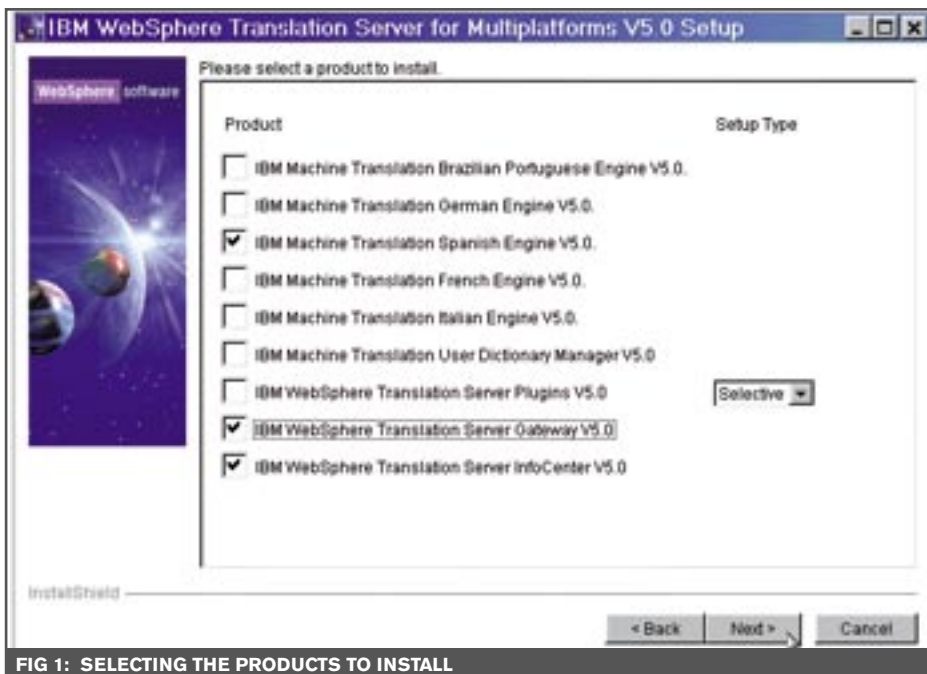 IBM WebSphere Translation Server for Multiplatforms V5.0 Setup
Please select a product to install.
WebSphere software
Product Setup Type
IBM Machine Translation Brazilian Portuguese Engine V5.0.
IBM Machine Translation German Engine V5.0.
IBM Machine Translation Spanish Engine V5.0.
IBM Machine Translation French Engine V5.0.
IBM Machine Translation Italian Engine V5.0.
IBM Machine Translation User Dictionary Manager V5.0
IBM WebSphere Translation Server Plugins V5.0 Selective
IBM WebSphere Translation Server Gateway V5.0
IBM WebSphere Translation Server InfoCenter V5.0
InstallShield
< Back Next > Cancel
FIG 1: SELECTING THE PRODUCTS TO INSTALL